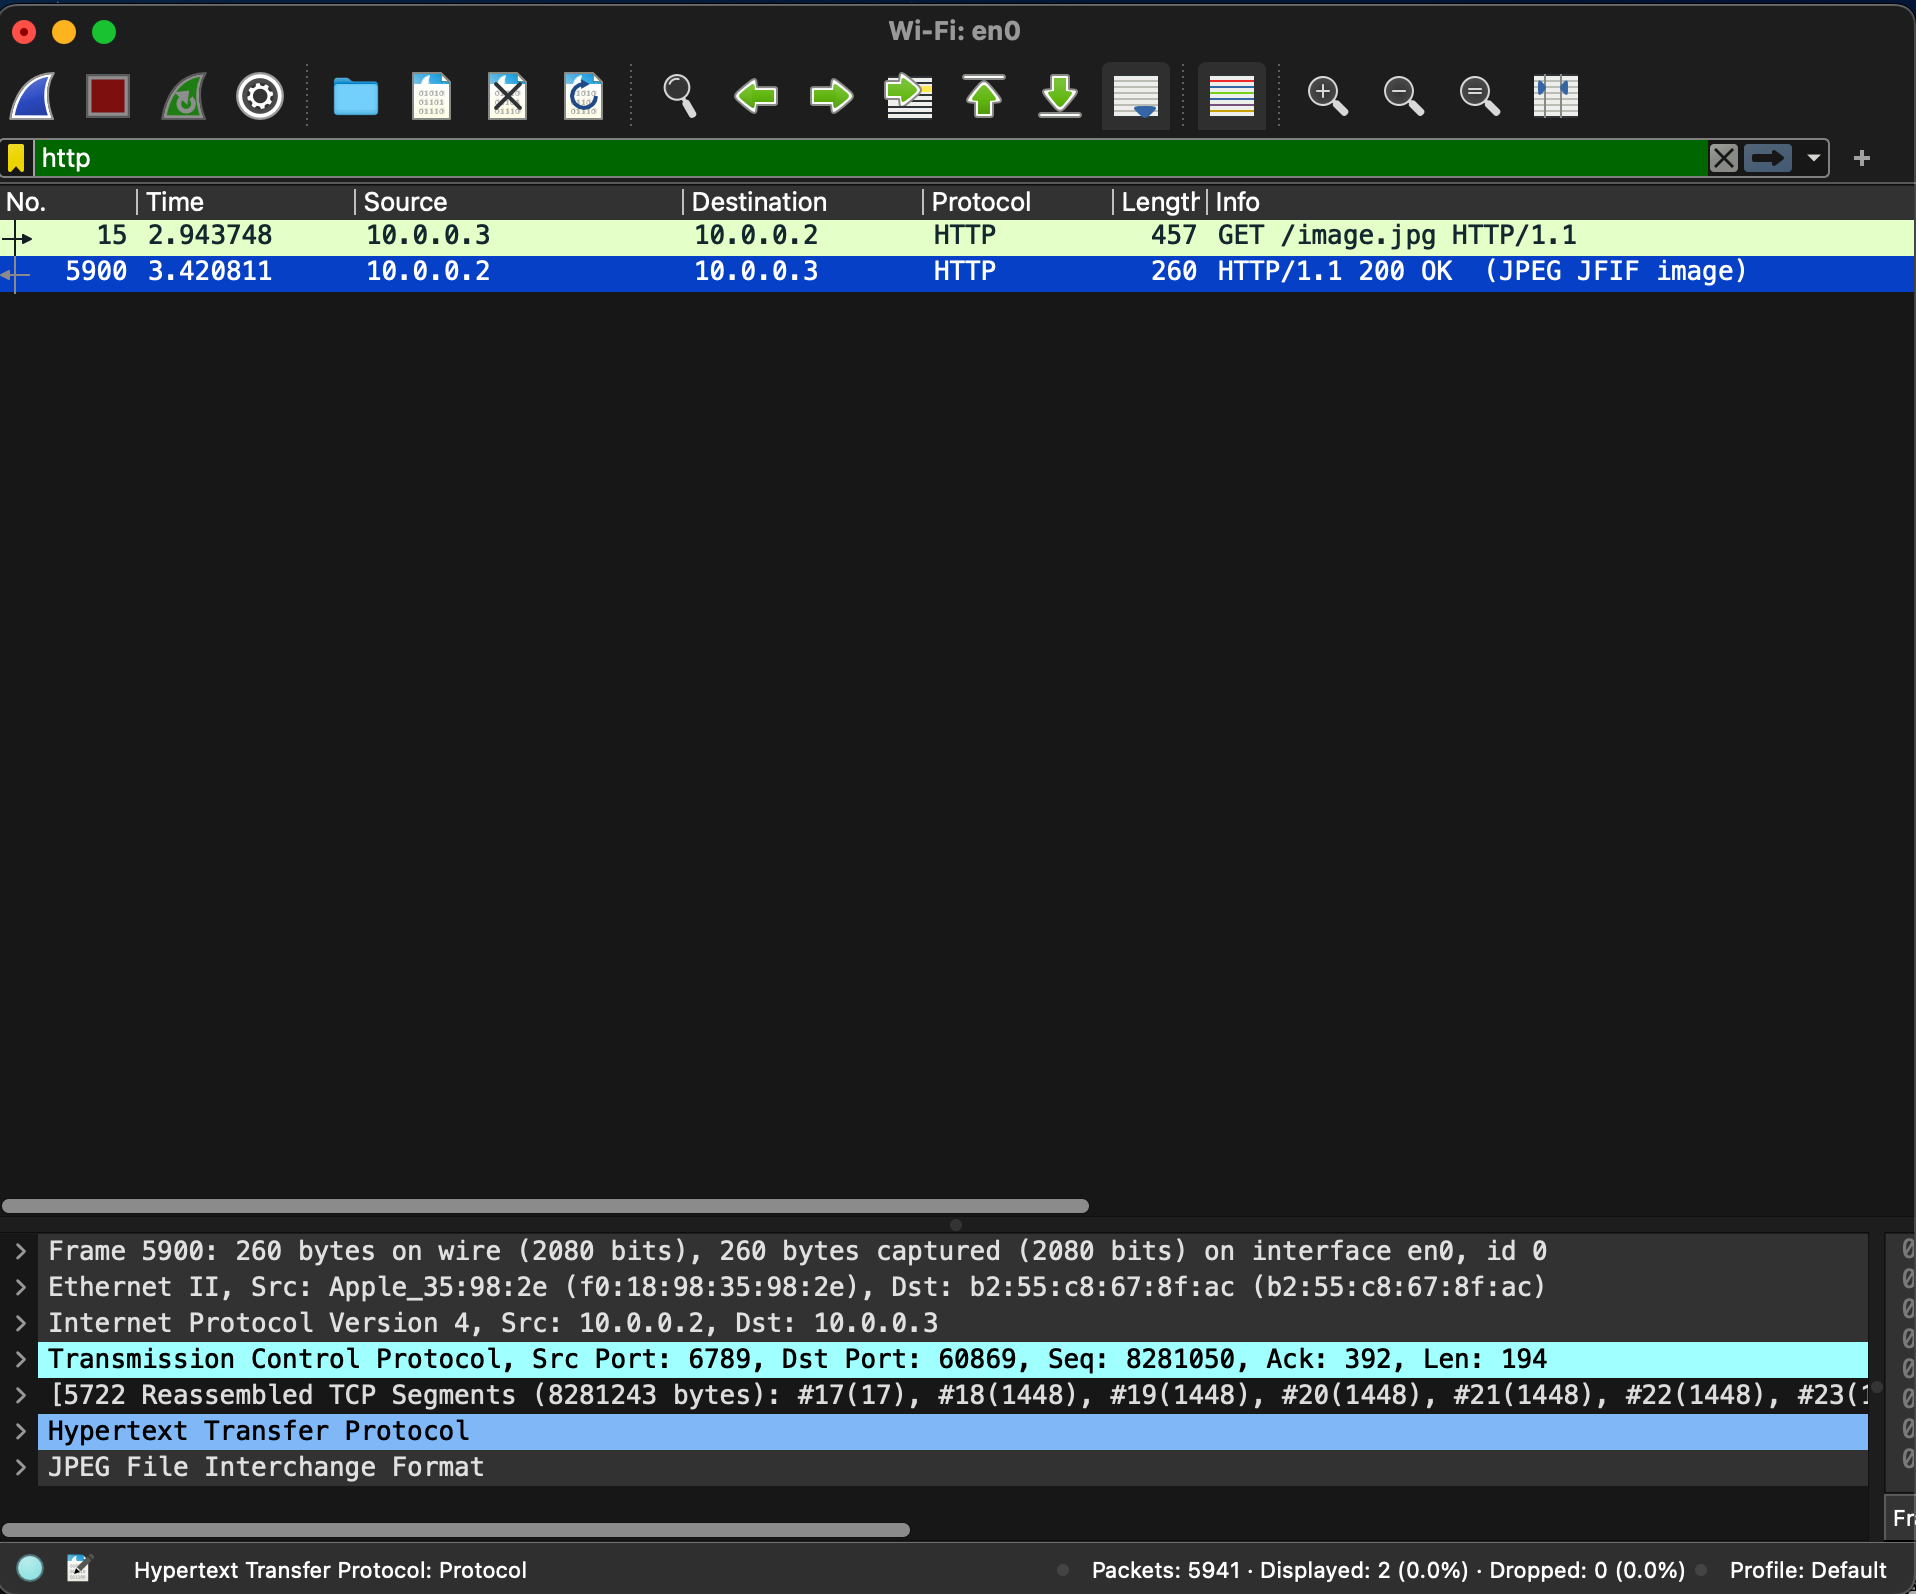 Wi-Fi: en0
http
No. Time Source Destination Protocol Length Info
15 2.943748 10.0.0.3 10.0.0.2 HTTP 457 GET /image.jpg HTTP/1.1
5900 3.420811 10.0.0.2 10.0.0.3 HTTP 260 HTTP/1.1 200 OK (JPEG JFIF image)
Frame 5900: 260 bytes on wire (2080 bits), 260 bytes captured (2080 bits) on interface en0, id 0
Ethernet II, Src: Apple_35:98:2e (f0:18:98:35:98:2e), Dst: b2:55:c8:67:8f:ac (b2:55:c8:67:8f:ac)
Internet Protocol Version 4, Src: 10.0.0.2, Dst: 10.0.0.3
Transmission Control Protocol, Src Port: 6789, Dst Port: 60869, Seq: 8281050, Ack: 392, Len: 194
[5722 Reassembled TCP Segments (8281243 bytes): #17(17), #18(1448), #19(1448), #20(1448), #21(1448), #22(1448), #23(1
Hypertext Transfer Protocol
JPEG File Interchange Format
Hypertext Transfer Protocol: Protocol
Packets: 5941 · Displayed: 2 (0.0%) · Dropped: 0 (0.0%)
Profile: Default